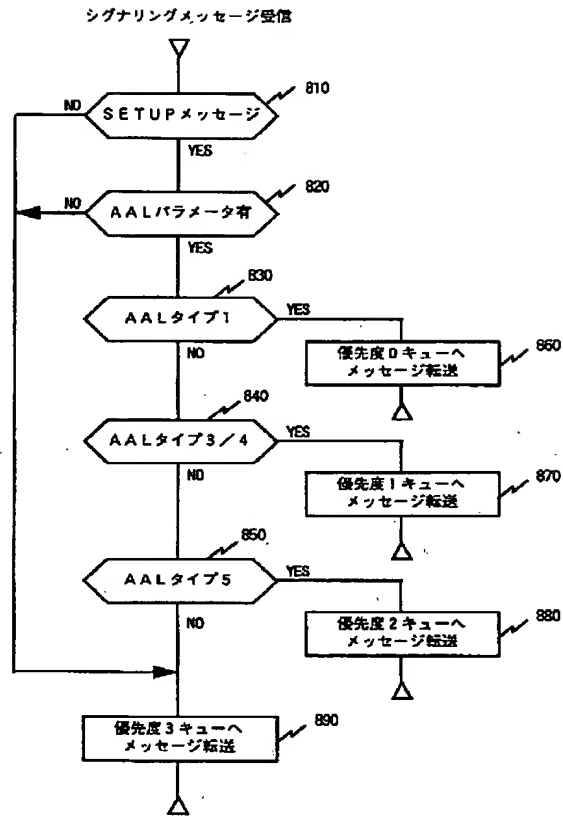 シグナリングメッセージ受信
810
NO
SETUPメッセージ
YES
820
NO
AALパラメータ有
YES
830
AALタイプ1
YES
NO
優先度0キューへ
メッセージ転送
860
840
AALタイプ3/4
YES
NO
優先度1キューへ
メッセージ転送
870
850
AALタイプ5
YES
NO
優先度2キューへ
メッセージ転送
880
優先度3キューへ
メッセージ転送
890